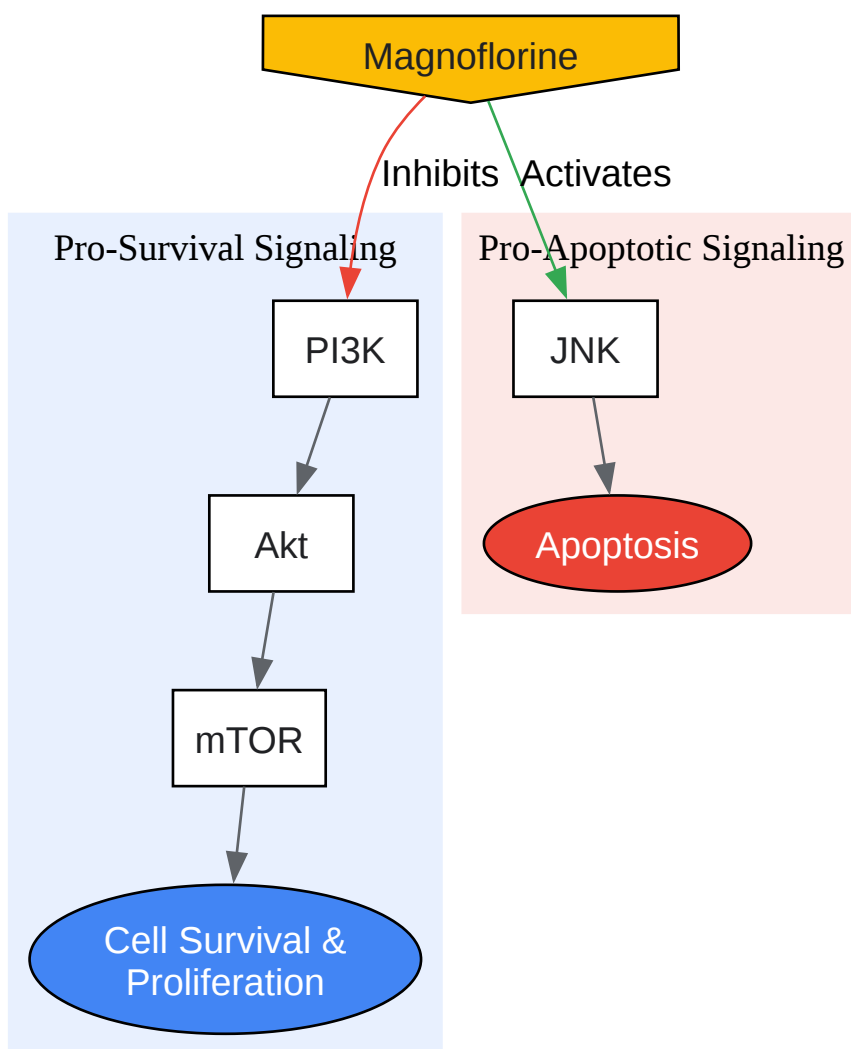 Magnoflorine
Inhibits
Activates
Pro-Survival Signaling
Pro-Apoptotic Signaling
PI3K
JNK
Akt
Apoptosis
mTOR
Cell Survival &
Proliferation